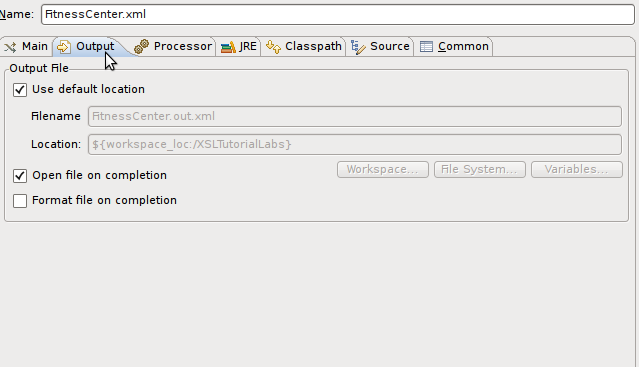 Name: FitnessCenter.xml
Main Output Processor JRE Classpath Source Common
Output File
Use default location
Filename FitnessCenter.out.xml
Location: ${workspace_loc:/XSLTutorialLabs}
Workspace... File System... Variables...
Open file on completion
Format file on completion